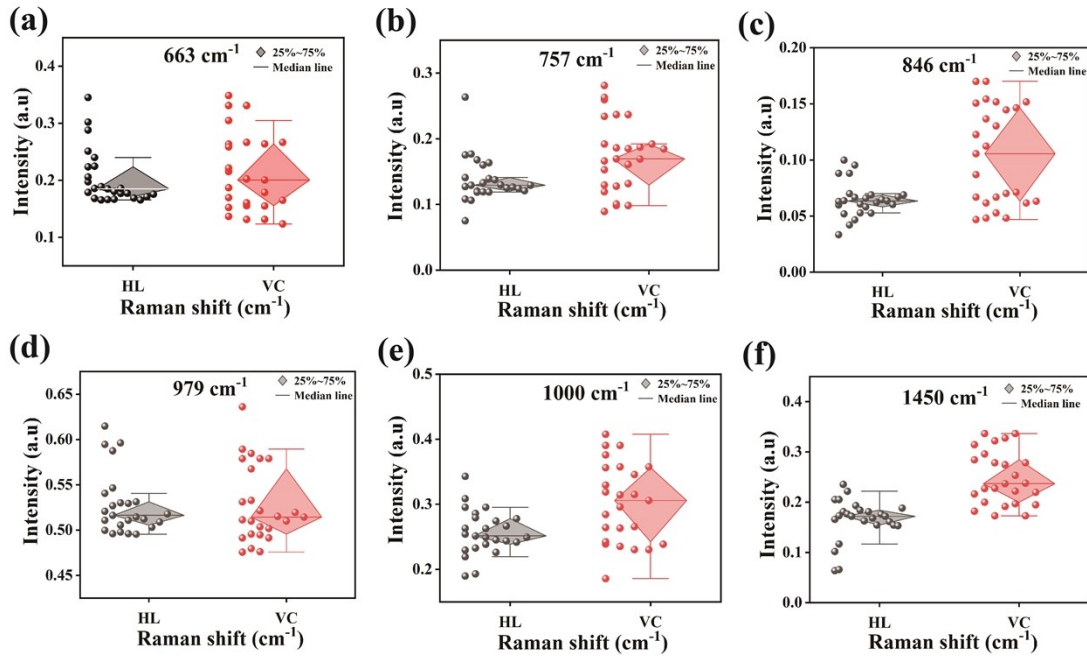 (a)
663 cm⁻¹
25%~75%
Median line
Intensity (a.u)
0.4
0.3
0.2
0.1
HL
VC
Raman shift (cm⁻¹)
(b)
757 cm⁻¹
25%~75%
Median line
Intensity (a.u)
0.3
0.2
0.1
0.0
HL
VC
Raman shift (cm⁻¹)
(c)
846 cm⁻¹
25%~75%
Median line
Intensity (a.u)
0.20
0.15
0.10
0.05
0.00
HL
VC
Raman shift (cm⁻¹)
(d)
979 cm⁻¹
25%~75%
Median line
Intensity (a.u)
0.65
0.60
0.55
0.50
0.45
HL
VC
Raman shift (cm⁻¹)
(e)
1000 cm⁻¹
25%~75%
Median line
Intensity (a.u)
0.5
0.4
0.3
0.2
HL
VC
Raman shift (cm⁻¹)
(f)
1450 cm⁻¹
25%~75%
Median line
Intensity (a.u)
0.4
0.3
0.2
0.1
0.0
HL
VC
Raman shift (cm⁻¹)